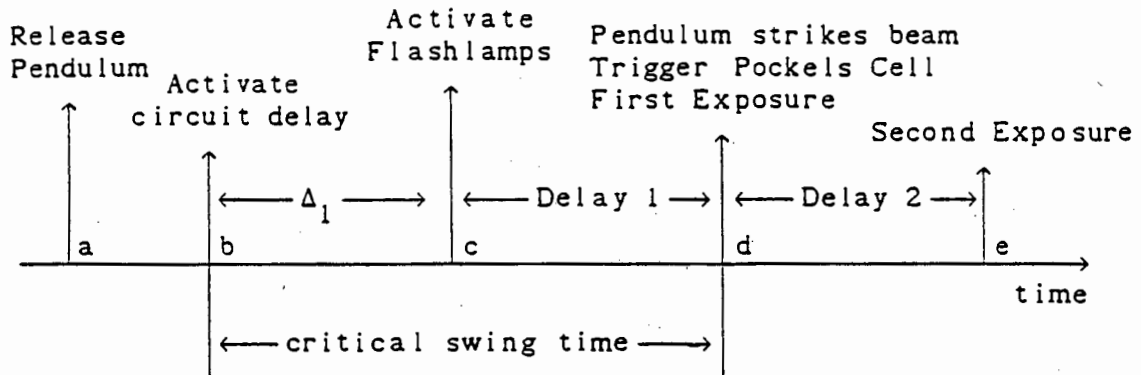 Release
Pendulum
Activate
circuit delay
Activate
Flashlamps
Pendulum strikes beam
Trigger Pockels Cell
First Exposure
Second Exposure
Δ₁
Delay 1
Delay 2
a
b
c
d
e
time
critical swing time